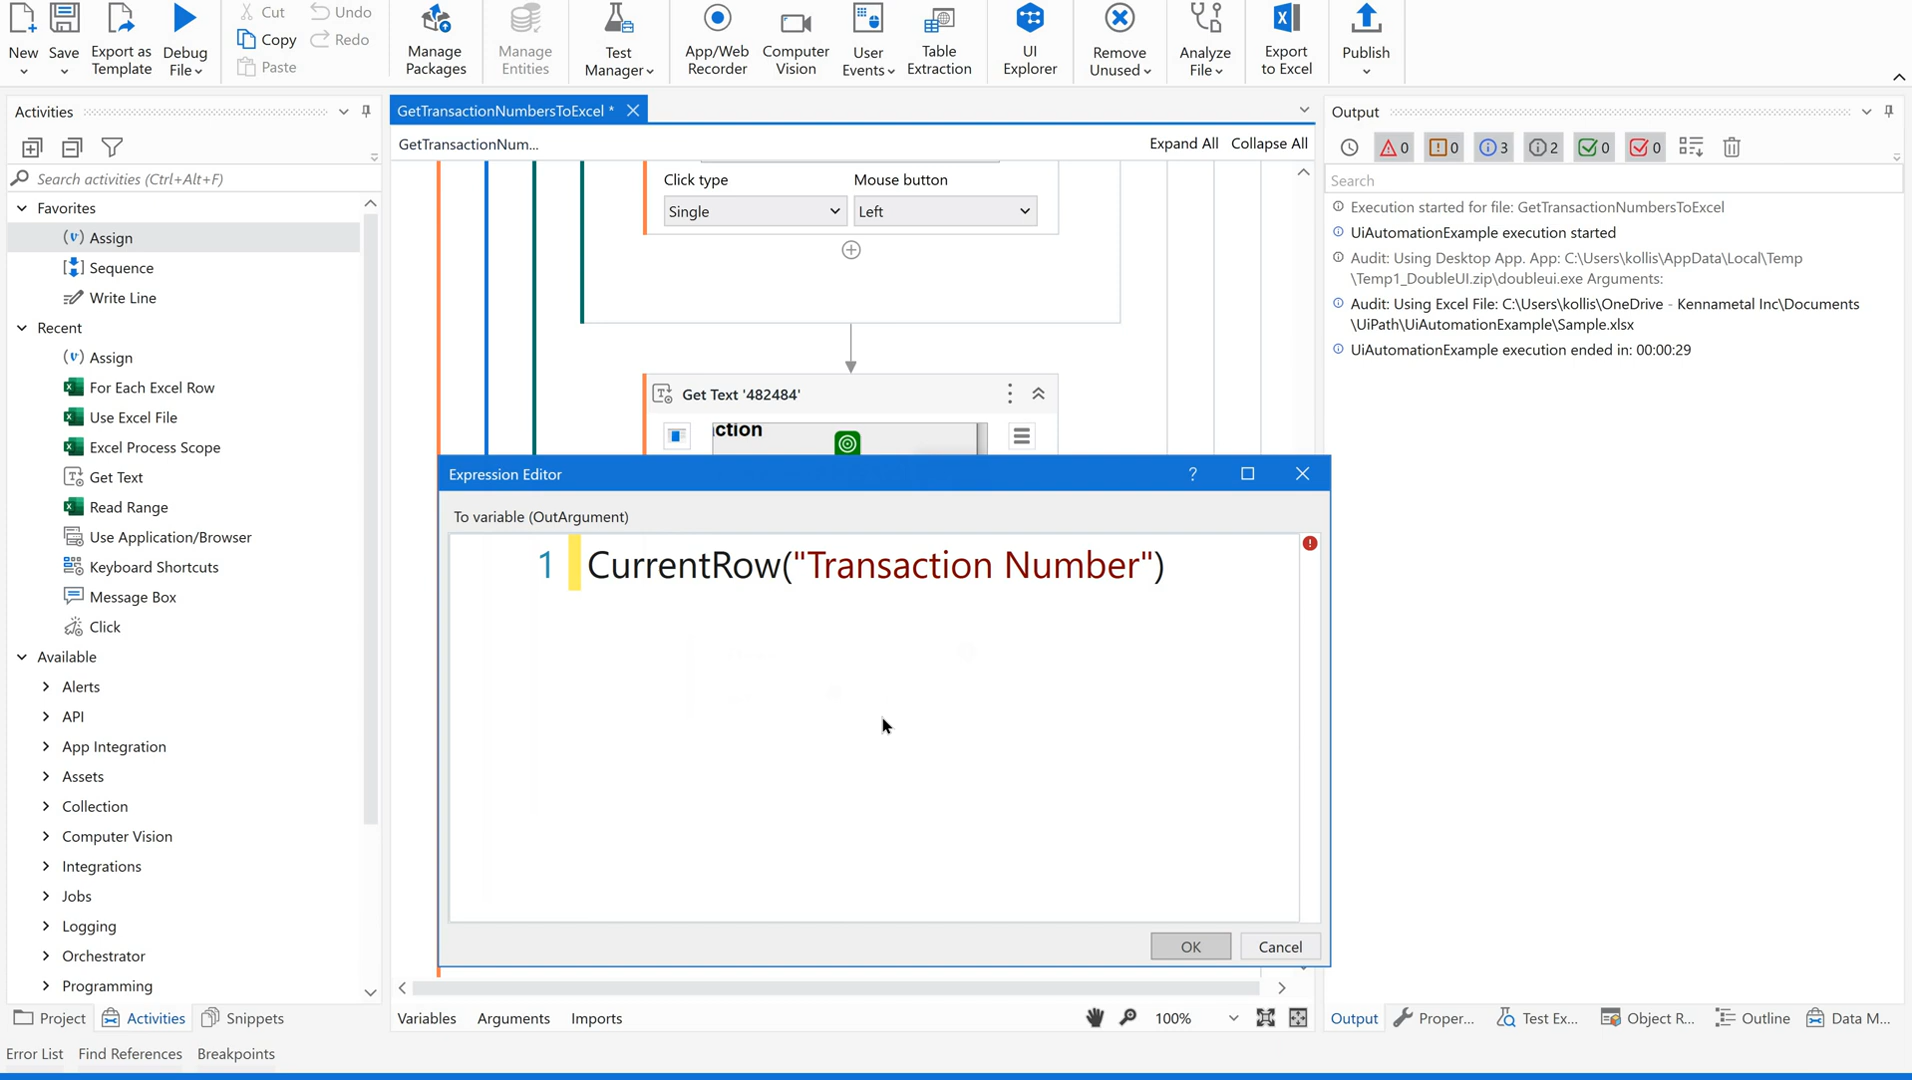 New
Save
Export as
Template
Debug
File
Cut
Copy
Paste
Undo
Redo
Manage
Packages
Manage
Entities
Test
Manager
App/Web
Recorder
Computer
Vision
User
Events
Table
Extraction
UI
Explorer
Remove
Unused
Analyze
File
Export
to Excel
Publish
Activities
Search activities (Ctrl+Alt+F)
Favorites
Assign
Sequence
Write Line
Recent
Assign
For Each Excel Row
Use Excel File
Excel Process Scope
Get Text
Read Range
Use Application/Browser
Keyboard Shortcuts
Message Box
Click
Available
Alerts
API
App Integration
Assets
Collection
Computer Vision
Integrations
Jobs
Logging
Orchestrator
Programming
Project
Activities
Snippets
Error List
Find References
Breakpoints
GetTransactionNumbersToExcel *
GetTransactionNum...
Expand All
Collapse All
Click type
Mouse button
Single
Left
Get Text '482484'
ction
Expression Editor
?
To variable (OutArgument)
1
CurrentRow("Transaction Number")
OK
Cancel
Variables
Arguments
Imports
100%
Output
0
0
3
2
0
0
Search
Execution started for file: GetTransactionNumbersToExcel
UiAutomationExample execution started
Audit: Using Desktop App. App: C:\Users\kollis\AppData\Local\Temp
\Temp1_DoubleUI.zip\doubleui.exe Arguments:
Audit: Using Excel File: C:\Users\kollis\OneDrive - Kennametal Inc\Documents
\UiPath\UiAutomationExample\Sample.xlsx
UiAutomationExample execution ended in: 00:00:29
Output
Proper...
Test Ex...
Object R...
Outline
Data M...